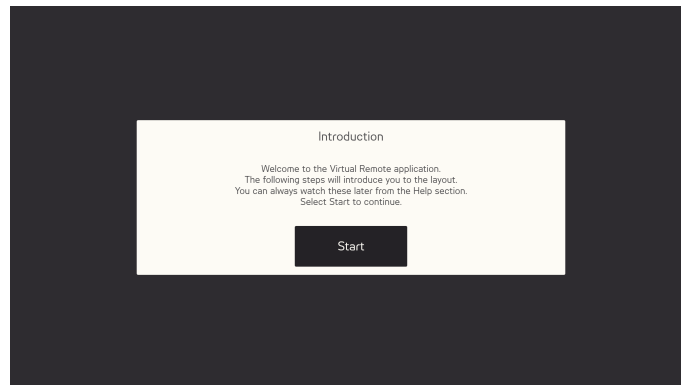 Introduction
Welcome to the Virtual Remote application.
The following steps will introduce you to the layout.
You can always watch these later from the Help section.
Select Start to continue.
Start